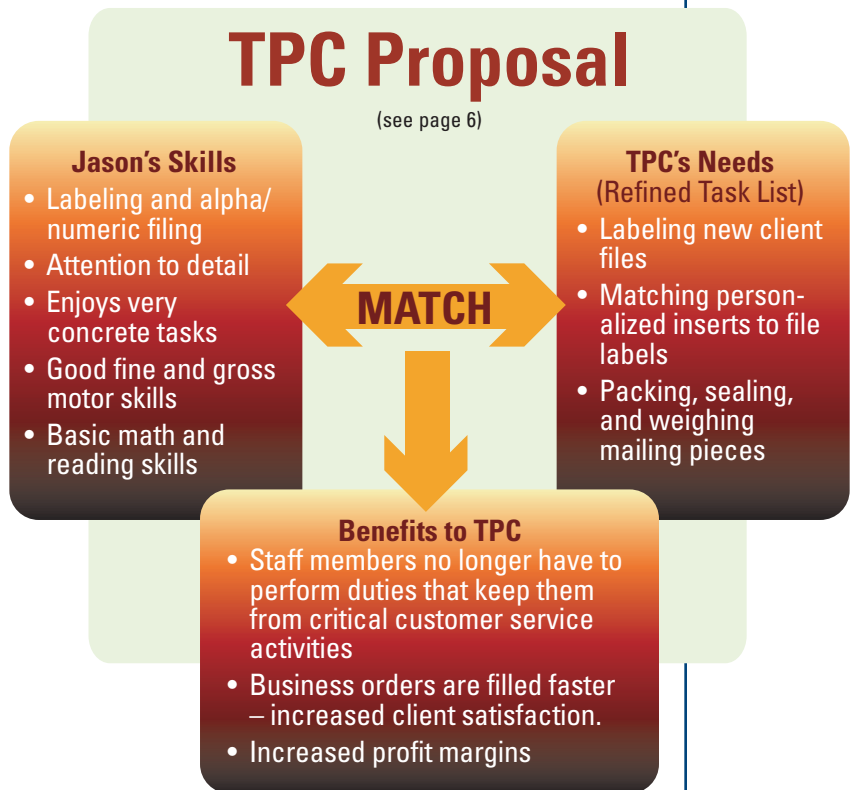 TPC Proposal
(see page 6)
Jason's Skills
• Labeling and alpha/
numeric filing
• Attention to detail
• Enjoys very
concrete tasks
• Good fine and gross
motor skills
• Basic math and
reading skills
MATCH
TPC's Needs
(Refined Task List)
• Labeling new client
files
• Matching person-
alized inserts to file
labels
• Packing, sealing,
and weighing
mailing pieces
Benefits to TPC
• Staff members no longer have to
perform duties that keep them
from critical customer service
activities
• Business orders are filled faster
– increased client satisfaction.
• Increased profit margins